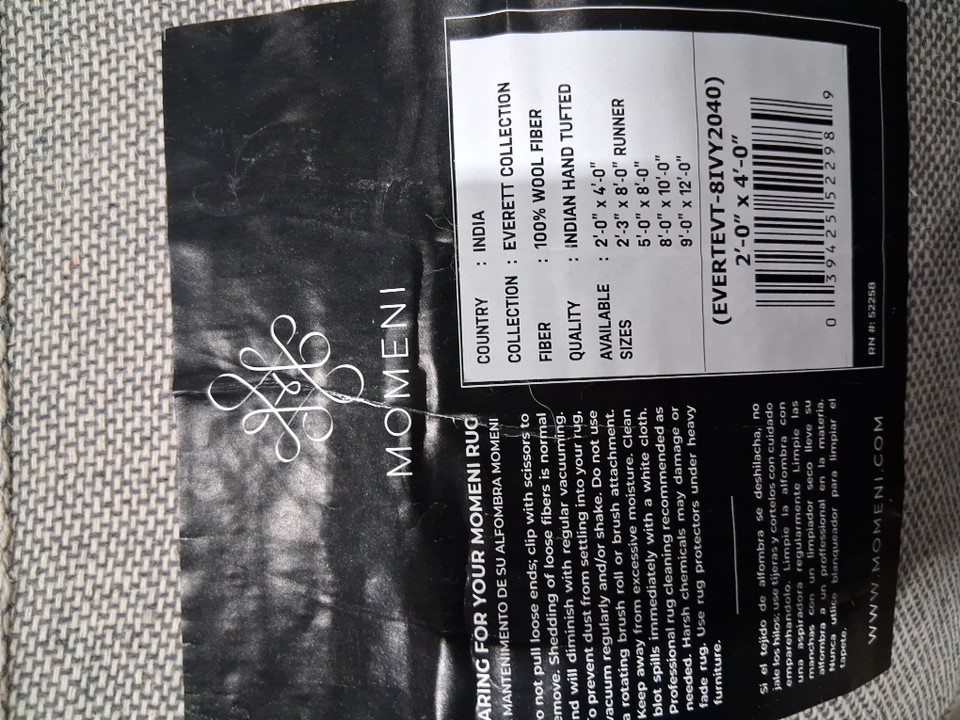 MOMENI
COUNTRY : INDIA
COLLECTION : EVERETT COLLECTION
FIBER : 100% WOOL FIBER
QUALITY : INDIAN HAND TUFTED
AVAILABLE : 2'-0" x 4'-0"
SIZES 2'-3" x 8'-0" RUNNER
5'-0" x 8'-0"
8'-0" x 10'-0"
9'-0" x 12'-0"
(EVERTEVT-8IVY2040)
2'-0" x 4'-0"
0 39425 52298 9
RN #: 52258
ARING FOR YOUR MOMENI RUG
MANTENIMENTO DE SU ALFOMBRA MOMENI
o not pull loose ends; clip with scissors to
emove. Shedding of loose fibers is normal
nd will diminish with regular vacuuming.
o prevent dust from settling into your rug,
vacuum regularly and/or shake. Do not use
a rotating brush roll or brush attachment.
Keep away from excessive moisture. Clean
blot spills immediately with a white cloth.
Professional rug cleaning recommended as
needed. Harsh chemicals may damage or
fade rug. Use rug protectors under heavy
furniture.
Si el tejido de alfombra se deshilacha, no
jale los hilos; use tijeras y cortelos con cuidado
emparehandolo. Limpie la alfombra con
una aspiradora regularmente Limpie las
manchas con un limpiador seco lleve su
alfombra a un proffessional en la materia.
Nunca utilice blanqueador para limpiar el
tapete.
WWW.MOMENI.COM